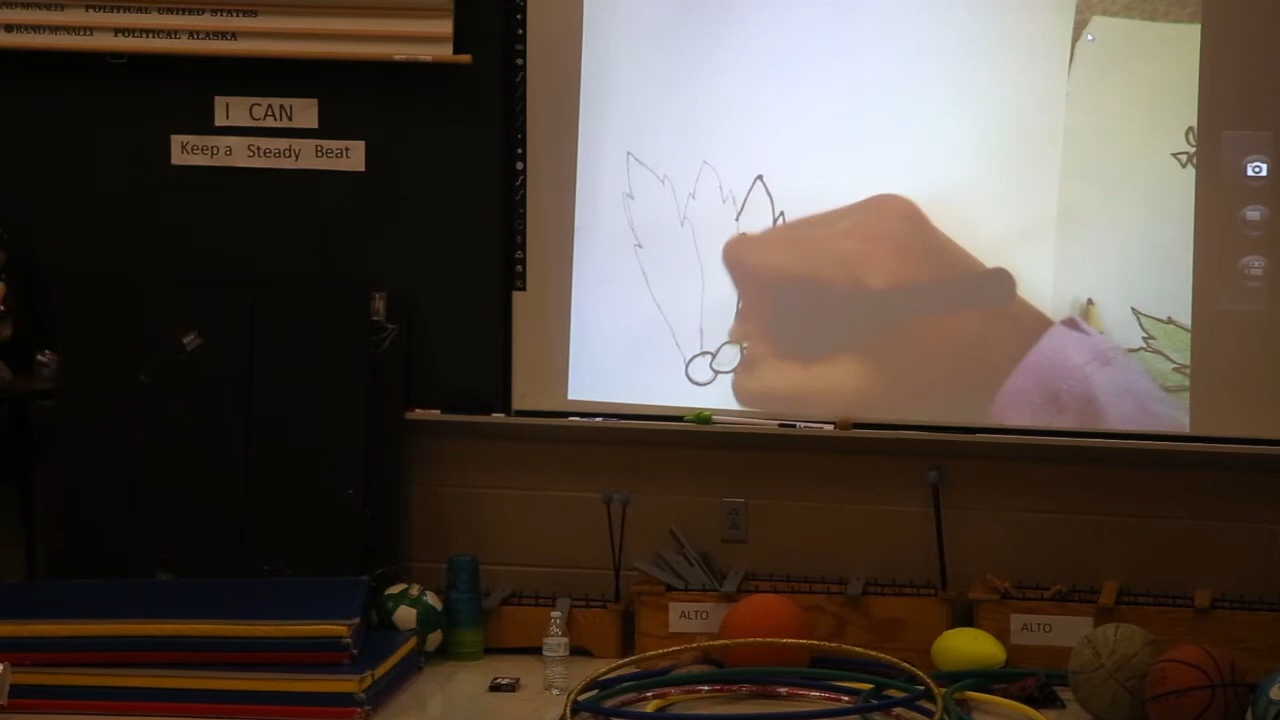 RAND McNALLY POLITICAL UNITED STATES
RAND McNALLY POLITICAL ALASKA
I CAN
Keep a Steady Beat
ALTO
ALTO